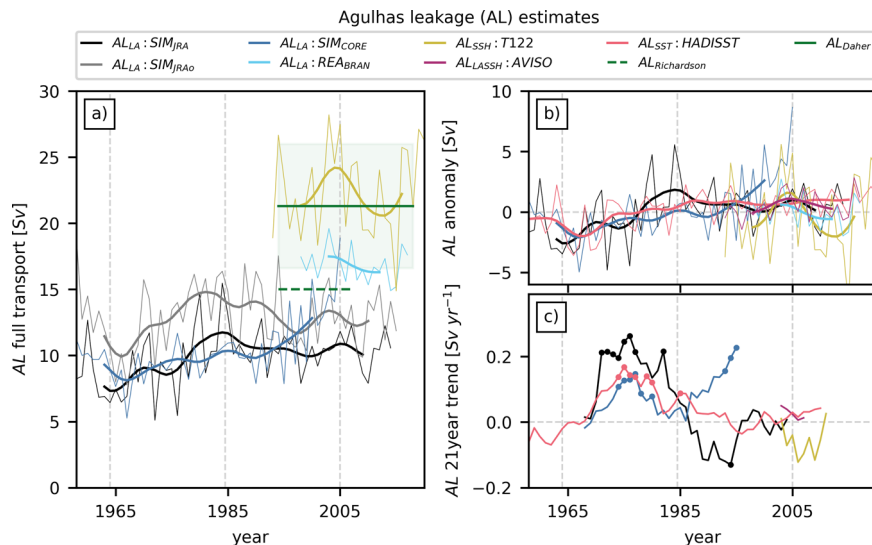 Agulhas leakage (AL) estimates
AL_LA : SIM_JRA
AL_LA : SIM_CORE
AL_SSH : T122
AL_SST : HADISST
AL_Daher
AL_LA : SIM_JRAo
AL_LA : REA_BRAN
AL_LASSH : AVISO
AL_Richardson
a)
30
25
20
15
10
5
0
AL full transport [Sv]
1965
1985
2005
year
b)
10
5
0
−5
AL anomaly [Sv]
c)
0.2
0.0
−0.2
AL 21year trend [Sv yr⁻¹]
1965
1985
2005
year